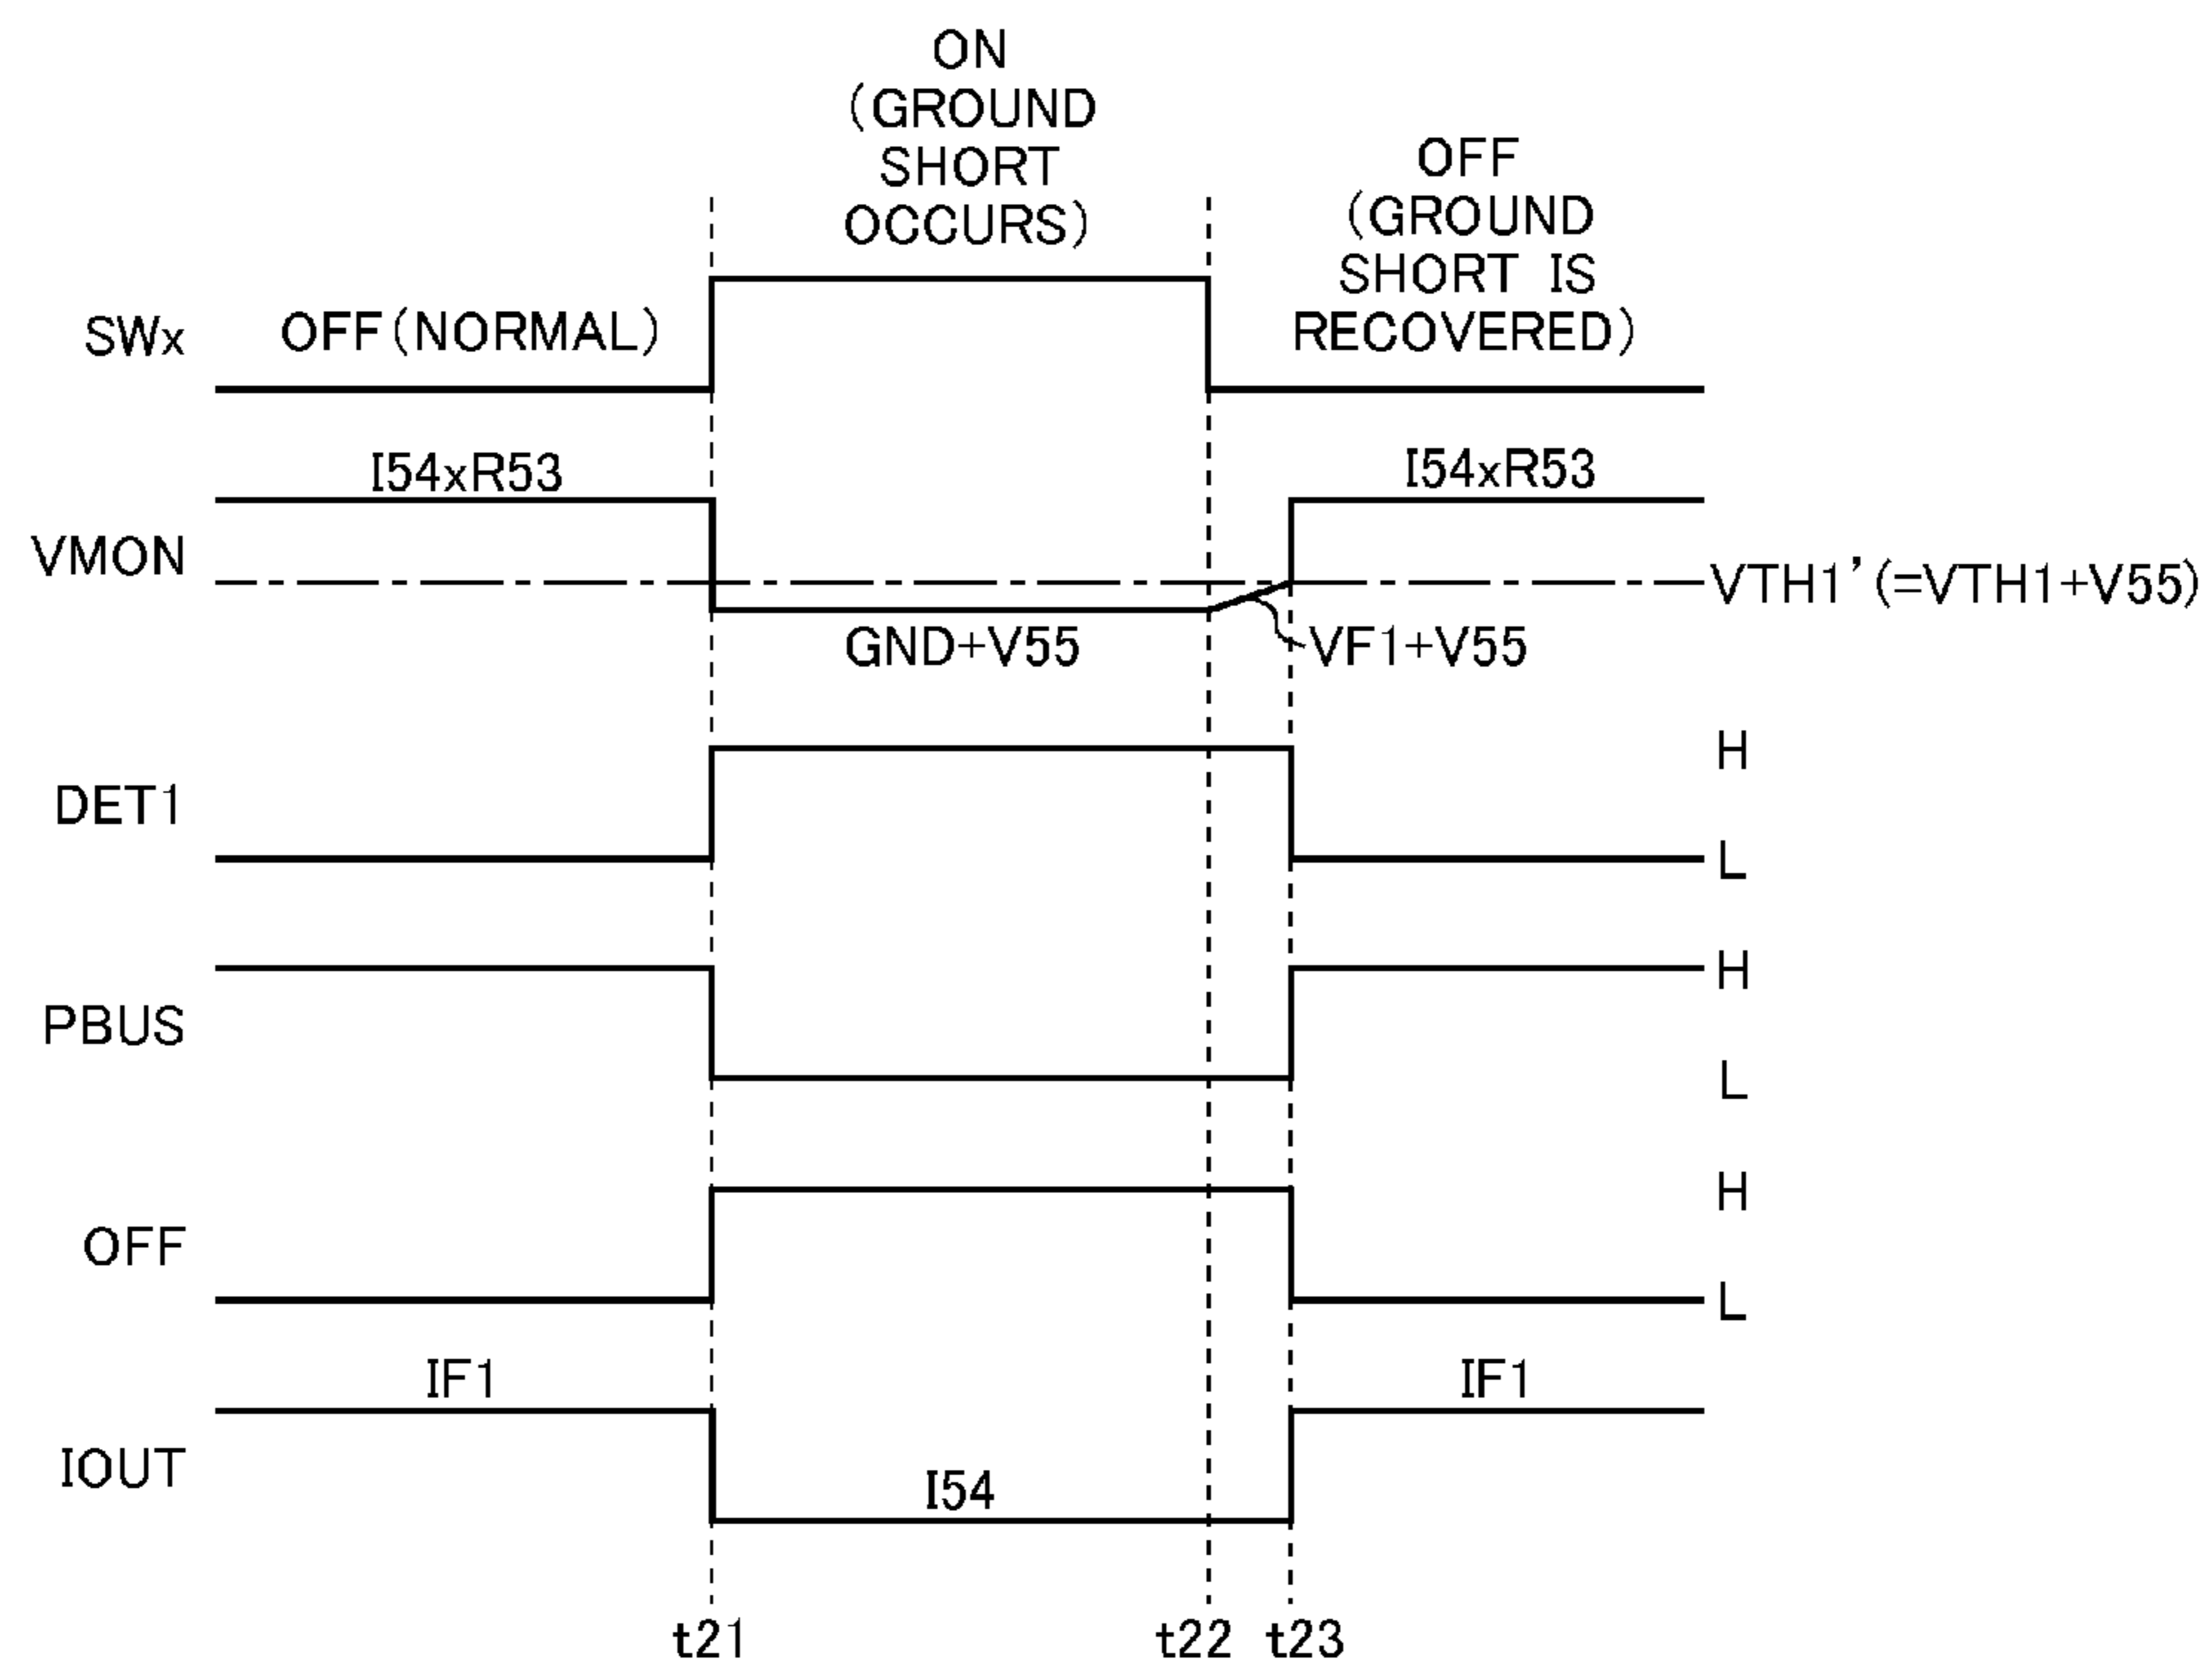 ON
(GROUND
SHORT
OCCURS)
OFF
(GROUND
SHORT IS
RECOVERED)
SWx
OFF(NORMAL)
I54xR53
I54xR53
VMON
VTH1'(=VTH1+V55)
GND+V55
VF1+V55
DET1
H
L
PBUS
H
L
OFF
H
L
IF1
IF1
IOUT
I54
t21
t22
t23